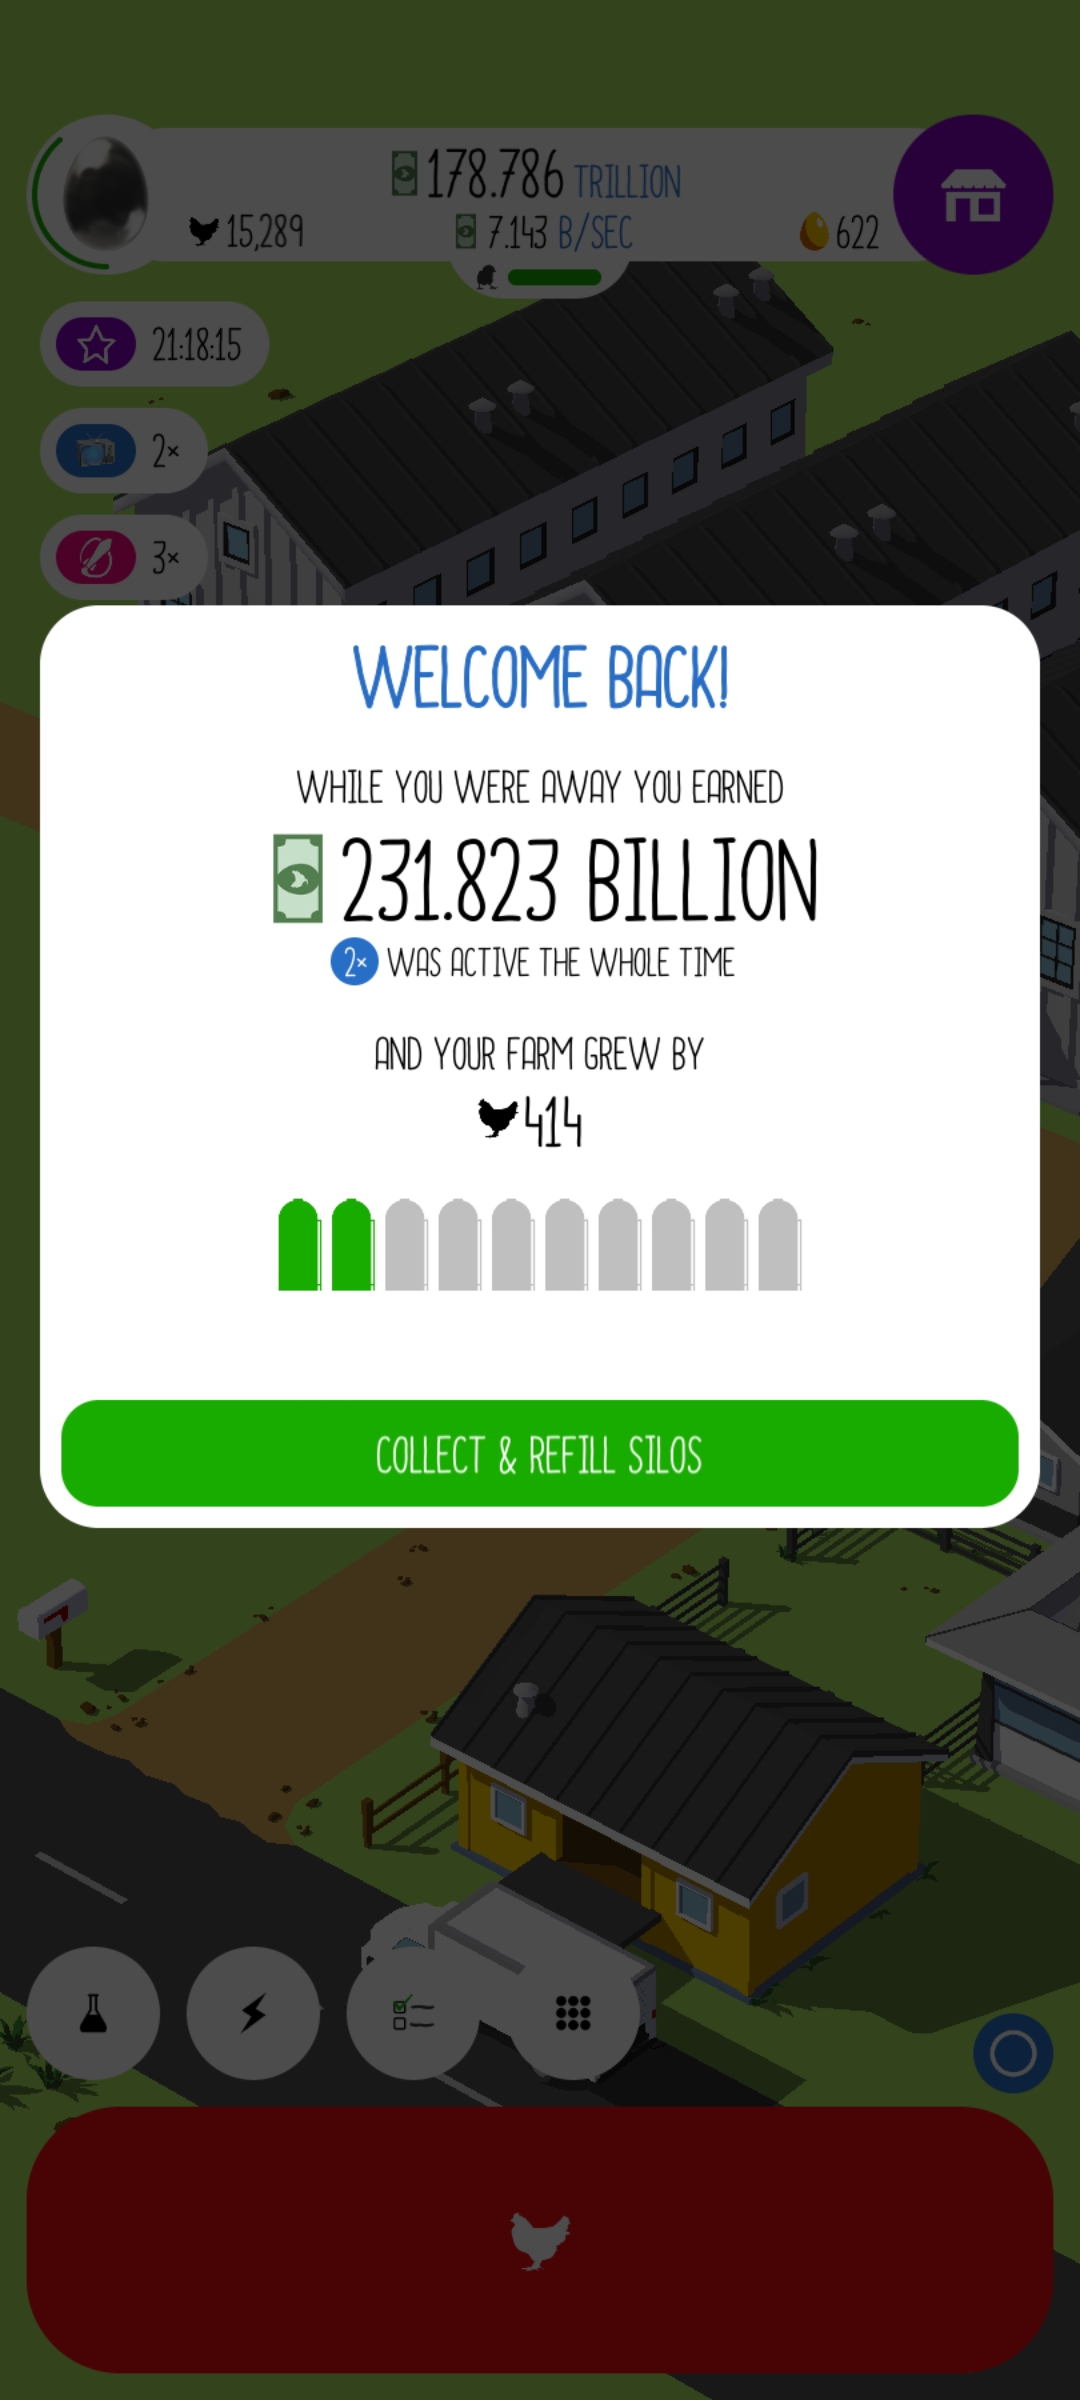 178.786 TRILLION
15,289
7.143 B/SEC
622
21:18:15
2×
3×
WELCOME BACK!
WHILE YOU WERE AWAY YOU EARNED
231.823 BILLION
2× WAS ACTIVE THE WHOLE TIME
AND YOUR FARM GREW BY
414
COLLECT & REFILL SILOS